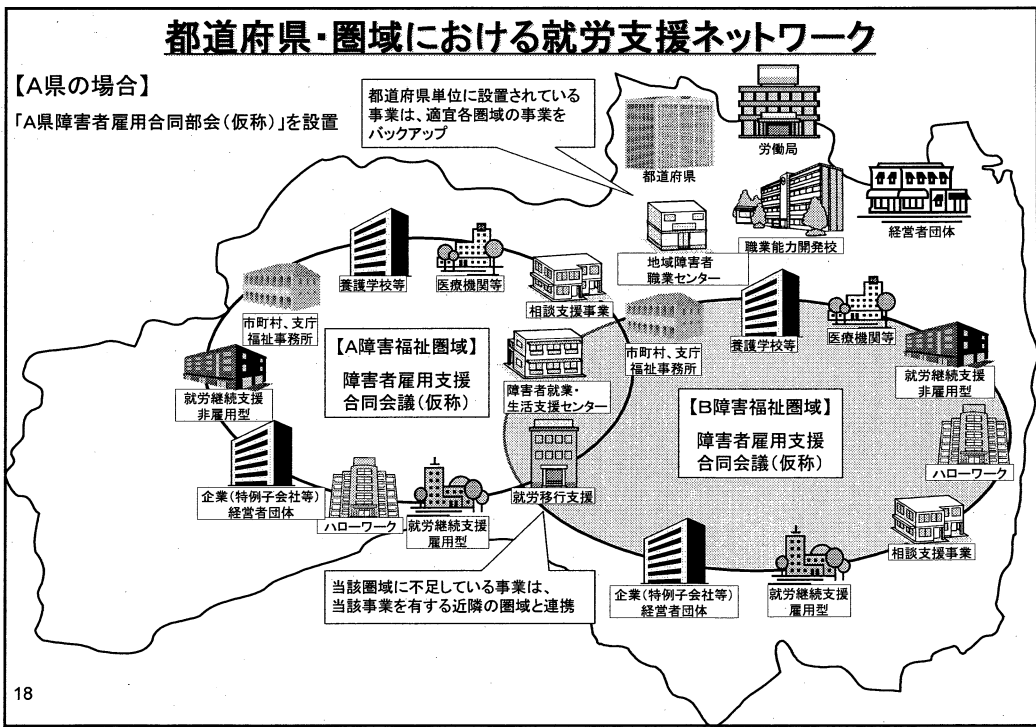 都道府県・圏域における就労支援ネットワーク
【A県の場合】
「A県障害者雇用合同部会(仮称)」を設置
都道府県単位に設置されている
事業は、適宜各圏域の事業を
バックアップ
都道府県
労働局
地域障害者
職業センター
職業能力開発校
経営者団体
養護学校等
医療機関等
相談支援事業
市町村、支庁
福祉事務所
【A障害福祉圏域】
障害者雇用支援
合同会議(仮称)
障害者就業・
生活支援センター
就労継続支援
非雇用型
企業(特例子会社等)
経営者団体
ハローワーク
就労継続支援
雇用型
就労移行支援
市町村、支庁
福祉事務所
養護学校等
医療機関等
就労継続支援
非雇用型
【B障害福祉圏域】
障害者雇用支援
合同会議(仮称)
ハローワーク
相談支援事業
企業(特例子会社等)
経営者団体
就労継続支援
雇用型
当該圏域に不足している事業は、
当該事業を有する近隣の圏域と連携
18